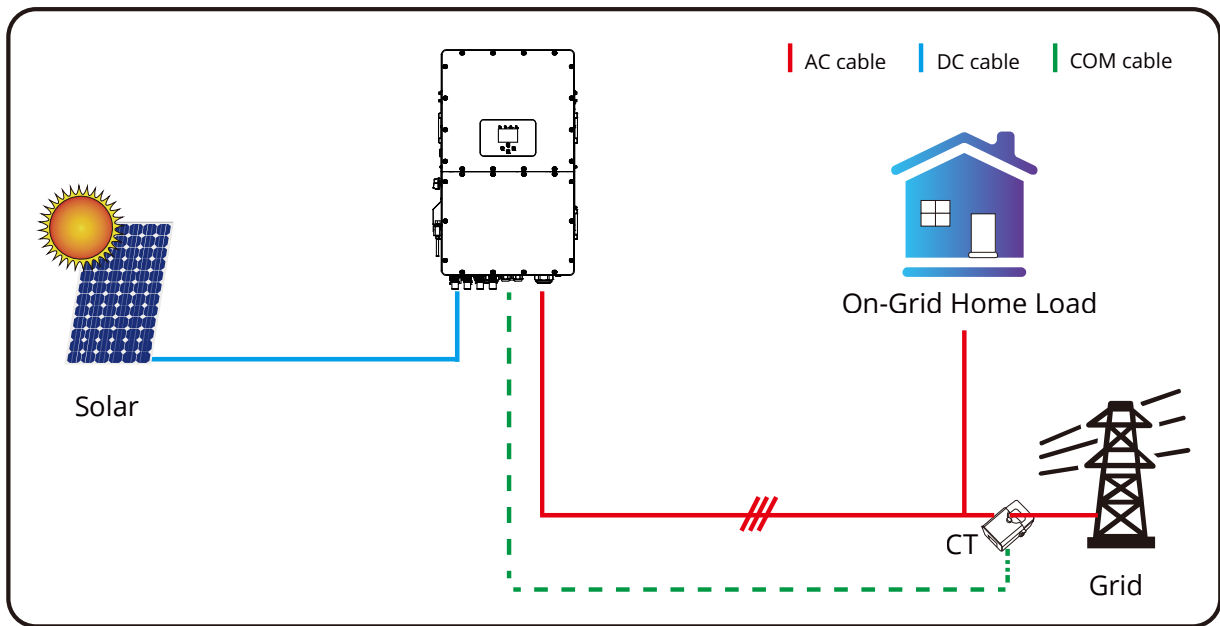 AC cable
DC cable
COM cable
On-Grid Home Load
Solar
CT
Grid